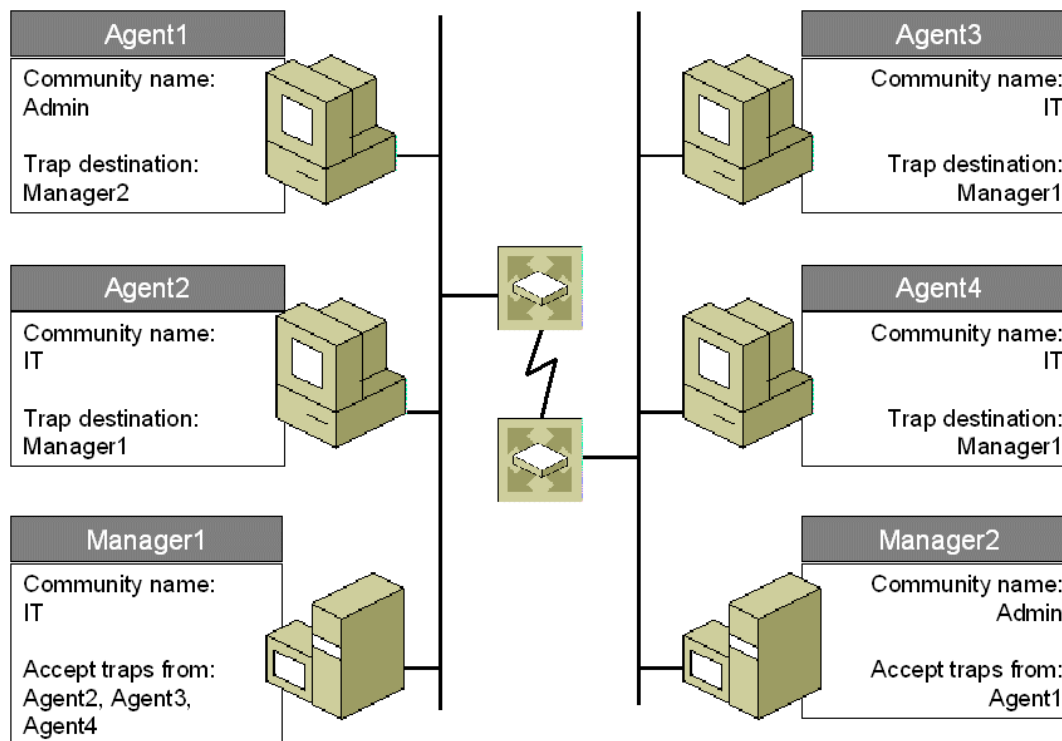 Agent1
Community name:
Admin
Trap destination:
Manager2
Agent3
Community name:
IT
Trap destination:
Manager1
Agent2
Community name:
IT
Trap destination:
Manager1
Agent4
Community name:
IT
Trap destination:
Manager1
Manager1
Community name:
IT
Accept traps from:
Agent2, Agent3,
Agent4
Manager2
Community name:
Admin
Accept traps from:
Agent1